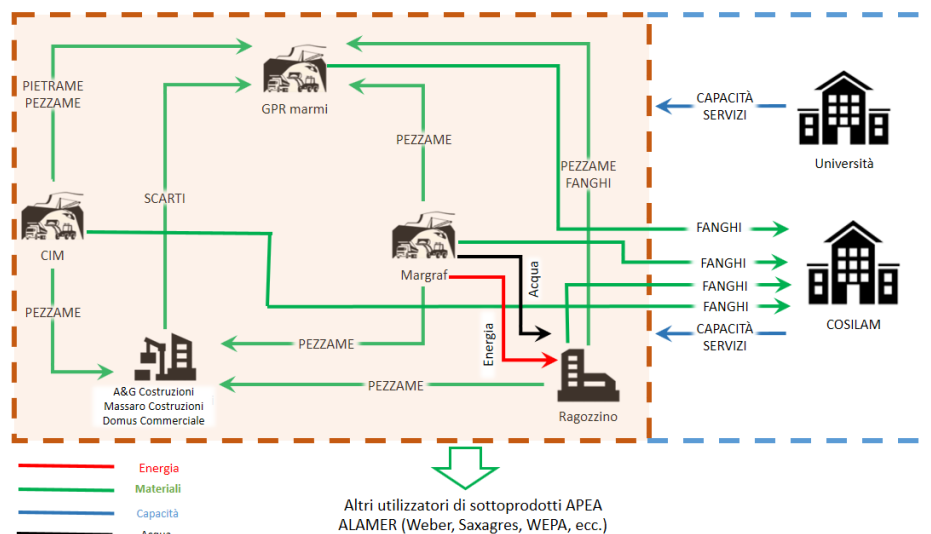 PIETRAME
PEZZAME
GPR marmi
PEZZAME
PEZZAME
FANGHI
SCARTI
CAPACITÀ
SERVIZI
Università
CIM
Margraf
Acqua
FANGHI
FANGHI
FANGHI
FANGHI
COSILAM
PEZZAME
PEZZAME
Energia
CAPACITÀ
SERVIZI
PEZZAME
A&G Costruzioni
Massaro Costruzioni
Domus Commerciale
Ragozzino
Energia
Materiali
Capacità
Acqua
Altri utilizzatori di sottoprodotti APEA
ALAMER (Weber, Saxagres, WEPA, ecc.)